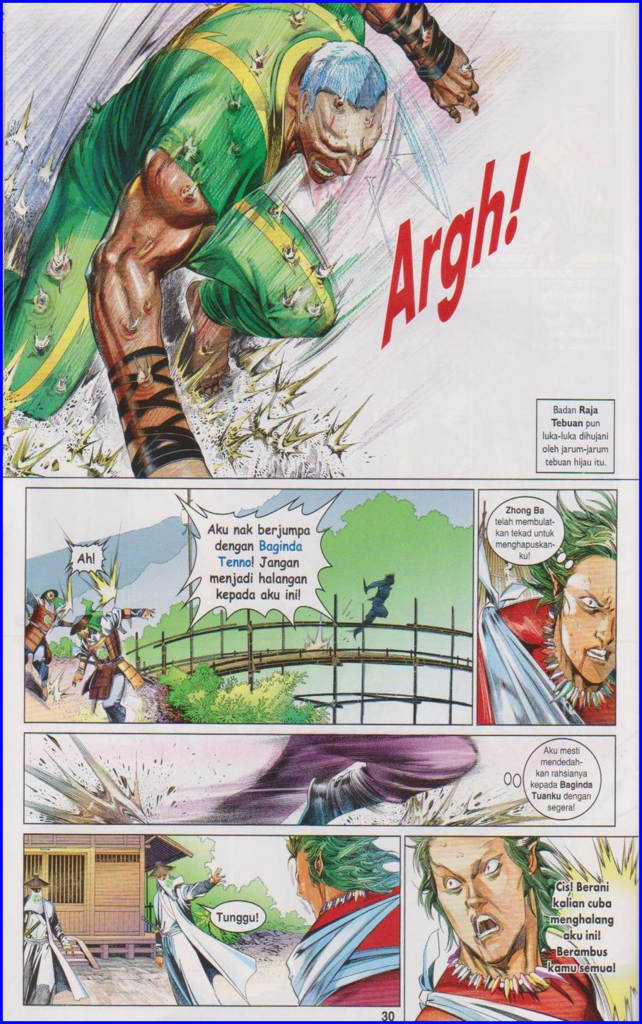 Argh!
Badan Raja
Tebuan pun
luka-luka dihujani
oleh jarum-jarum
tebuan hijau itu.
Ah!
Aku nak berjumpa
dengan Baginda
Tenno! Jangan
menjadi halangan
kepada aku ini!
Zhong Ba
telah membulat-
kan tekad untuk
menghapuskan-
ku!
Aku mesti
mendedah-
kan rahsianya
kepada Baginda
Tuanku dengan
segera!
Tunggu!
Cis! Berani
kalian cuba
menghalang
aku ini!
Berambus
kamu semua!
30